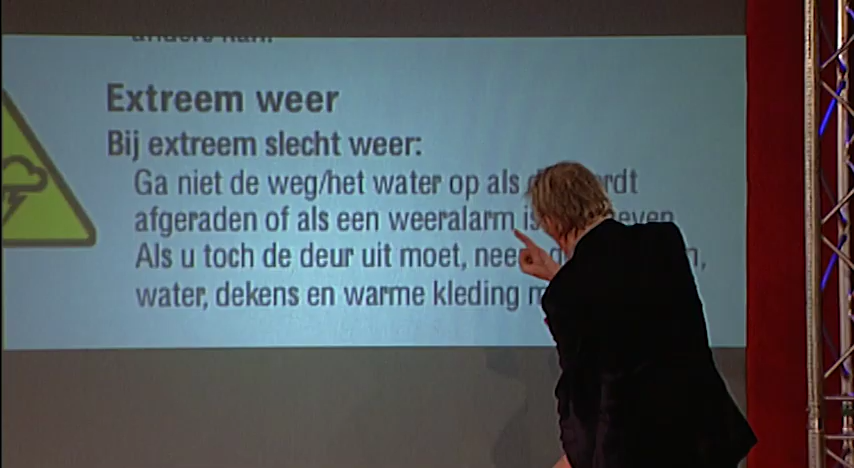 Extreem weer
Bij extreem slecht weer:
Ga niet de weg/het water op als
afgeraden of als een weeralarm is
Als u toch de deur uit moet,
water, dekens en warme kleding